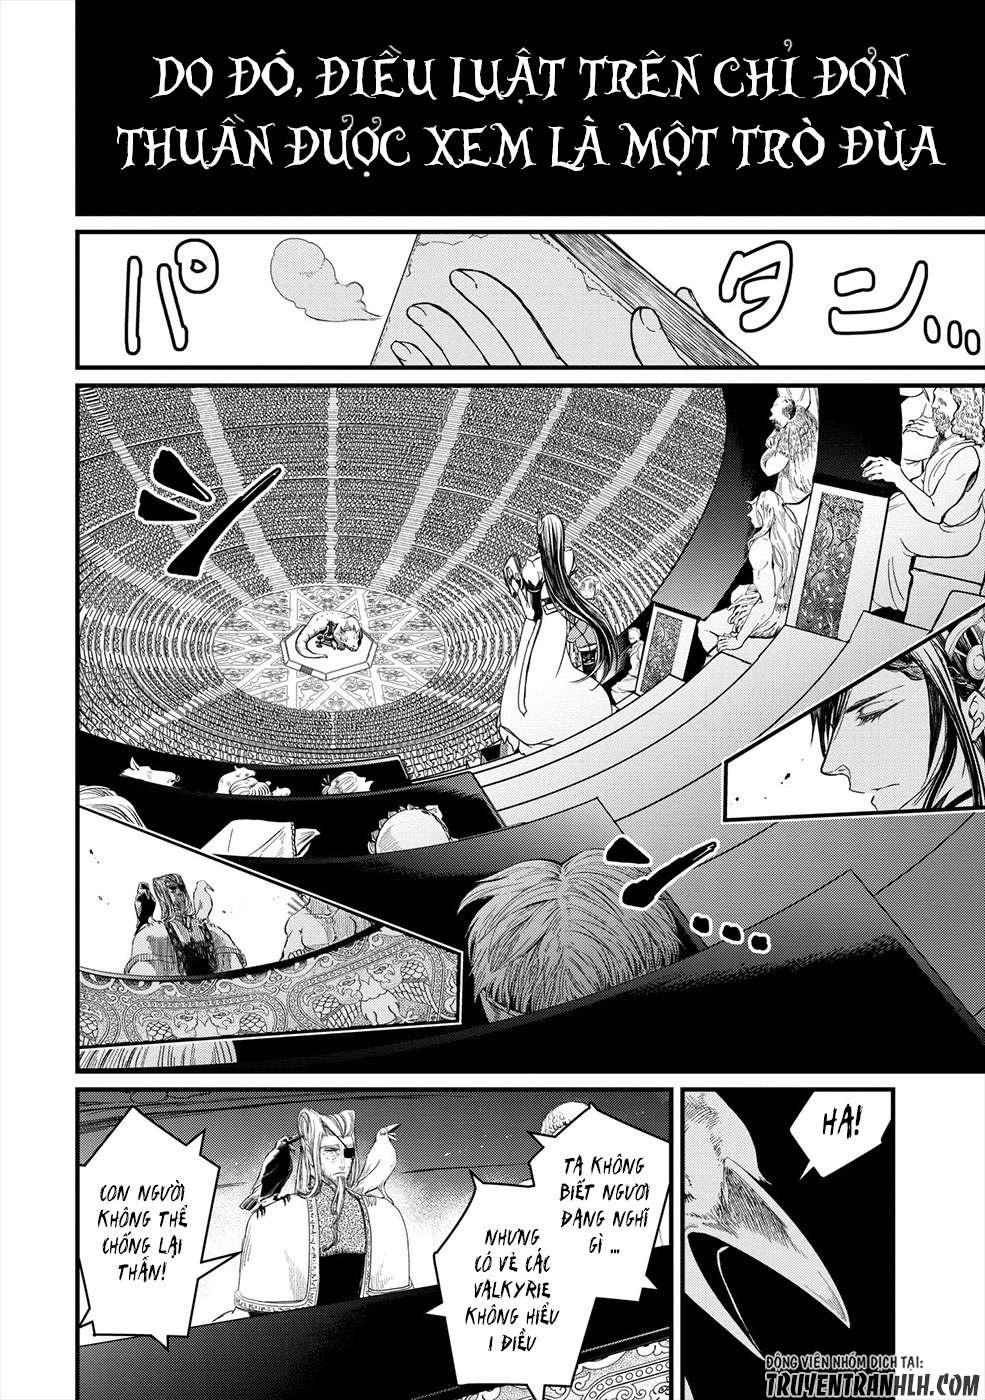 DO ĐÓ, ĐIỀU LUẬT TRÊN CHỈ ĐƠN
THUẦN ĐƯỢC XEM LÀ MỘT TRÒ ĐÙA
パタン...
HA!
TA KHÔNG
BIẾT NGƯƠI
ĐANG NGHĨ
GÌ ...
NHƯNG
CÓ VẺ CÁC
VALKYRIE
KHÔNG HIỂU
1 ĐIỀU
CON NGƯỜI
KHÔNG THỂ
CHỐNG LẠI
THẦN!
ĐỘNG VIÊN NHÓM DỊCH TẠI:
TRUYENTRANHLH.COM